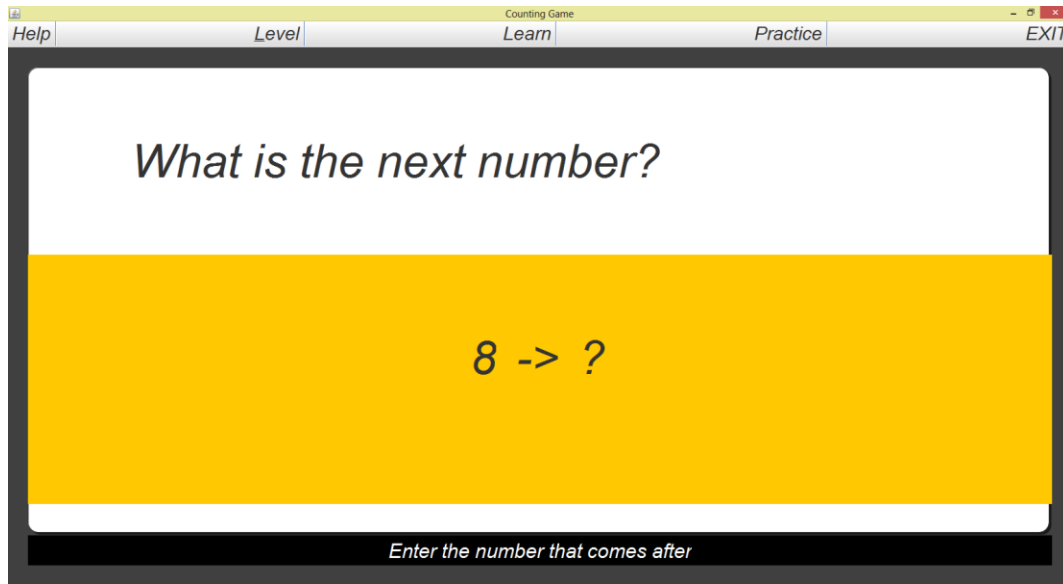 Counting Game
Help Level Learn Practice EXIT
What is the next number?
8 -> ?
Enter the number that comes after